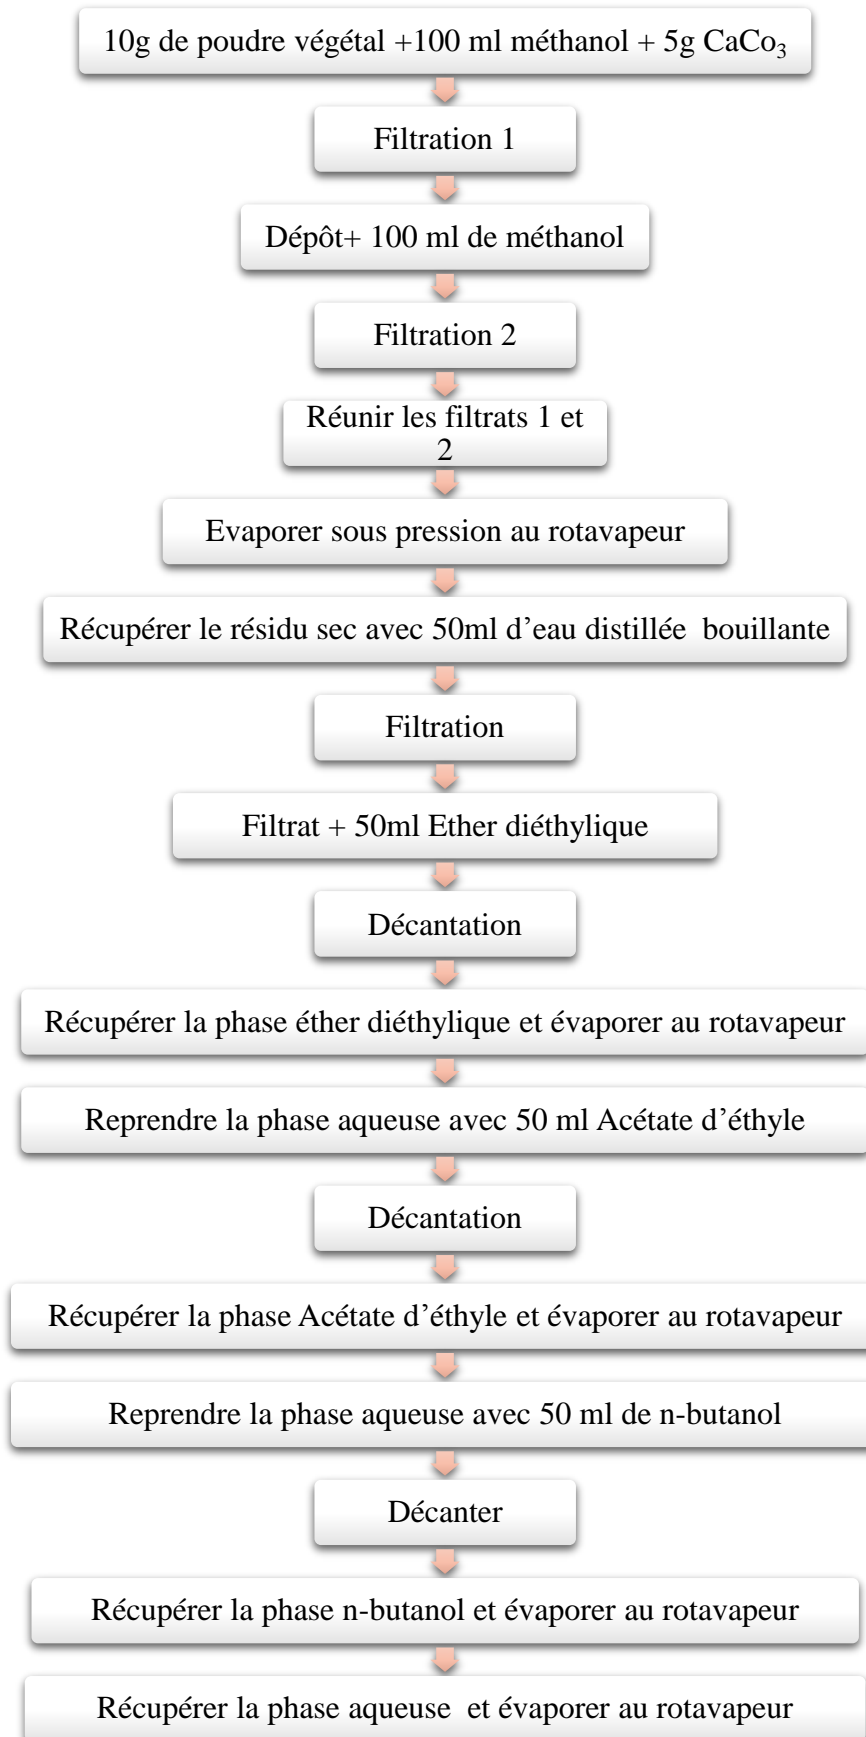 10g de poudre végétal +100 ml méthanol + 5g CaCo₃
Filtration 1
Dépôt+ 100 ml de méthanol
Filtration 2
Réunir les filtrats 1 et
2
Evaporer sous pression au rotavapeur
Récupérer le résidu sec avec 50ml d’eau distillée bouillante
Filtration
Filtrat + 50ml Ether diéthylique
Décantation
Récupérer la phase éther diéthylique et évaporer au rotavapeur
Reprendre la phase aqueuse avec 50 ml Acétate d’éthyle
Décantation
Récupérer la phase Acétate d’éthyle et évaporer au rotavapeur
Reprendre la phase aqueuse avec 50 ml de n-butanol
Décanter
Récupérer la phase n-butanol et évaporer au rotavapeur
Récupérer la phase aqueuse et évaporer au rotavapeur